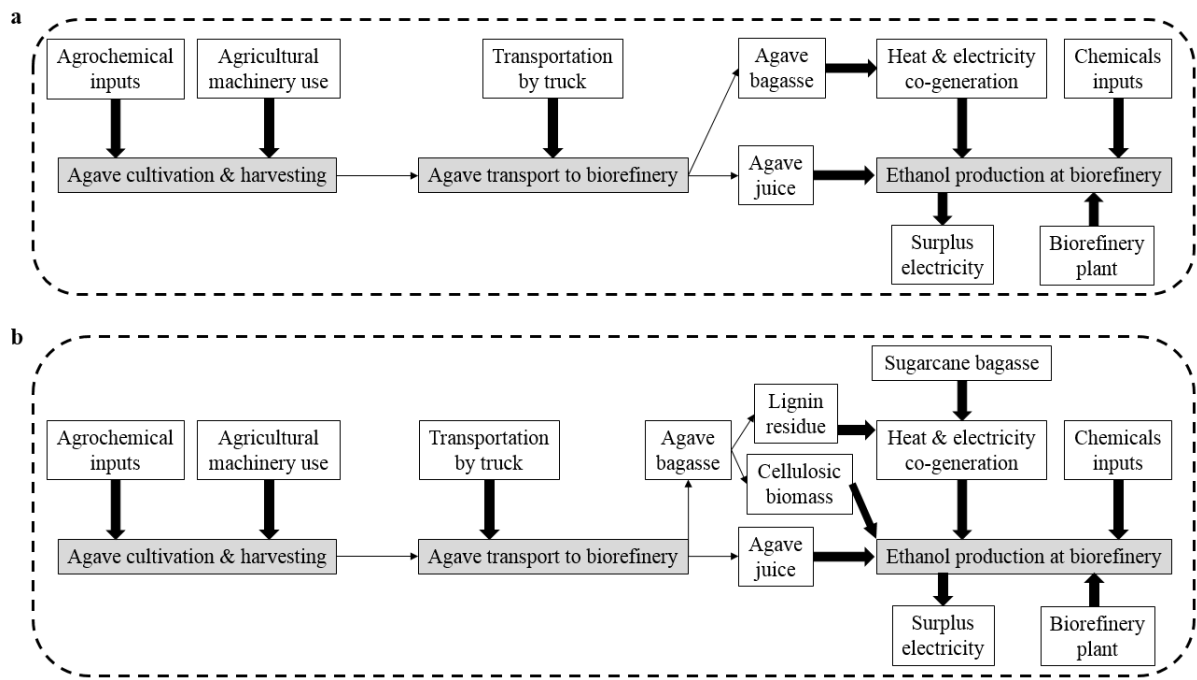 a
Agrochemical
inputs
Agricultural
machinery use
Transportation
by truck
Agave
bagasse
Heat & electricity
co-generation
Chemicals
inputs
Agave cultivation & harvesting
Agave transport to biorefinery
Agave
juice
Ethanol production at biorefinery
Surplus
electricity
Biorefinery
plant
b
Sugarcane bagasse
Lignin
residue
Agrochemical
inputs
Agricultural
machinery use
Transportation
by truck
Agave
bagasse
Heat & electricity
co-generation
Chemicals
inputs
Cellulosic
biomass
Agave cultivation & harvesting
Agave transport to biorefinery
Agave
juice
Ethanol production at biorefinery
Surplus
electricity
Biorefinery
plant